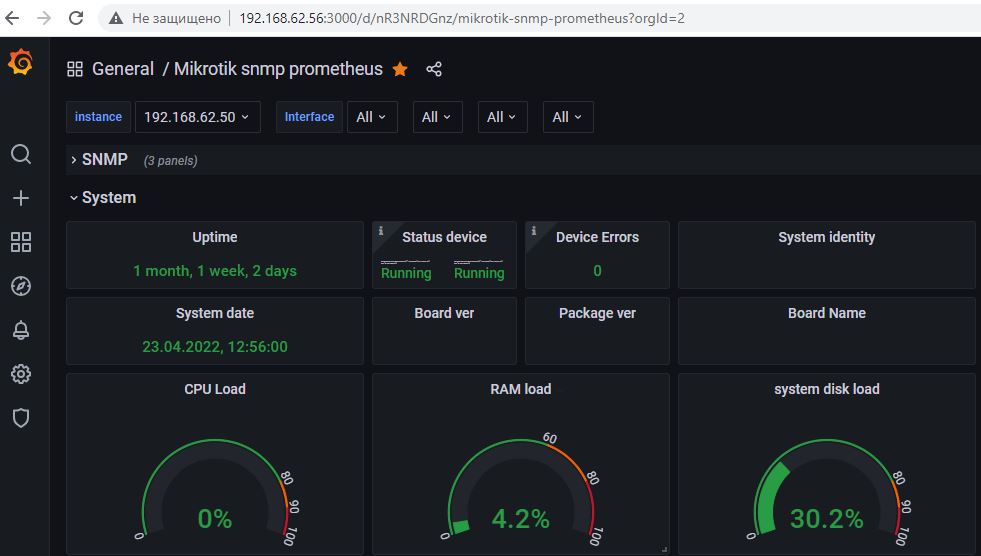 Не защищено 192.168.62.56:3000/d/nR3NRDGnz/mikrotik-snmp-prometheus?orgId=2
General / Mikrotik snmp prometheus
instance 192.168.62.50 Interface All All All All
SNMP (3 panels)
System
Uptime
1 month, 1 week, 2 days
i Status device
Running Running
i Device Errors
0
System identity
System date
23.04.2022, 12:56:00
Board ver
Package ver
Board Name
CPU Load
0 80 90 100
0%
RAM load
0 60 80 100
4.2%
system disk load
0 80 90 100
30.2%